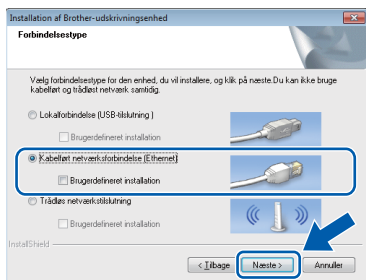 Installation af Brother-udskrivningsenhed
Forbindelsestype
Vælg forbindelsestype for den enhed, du vil installere, og klik på næste.Du kan ikke bruge
kabelført og trådløst netværk samtidig.
Lokalforbindelse (USB-tilslutning )
Brugerdefineret installation
Kabelført netværksforbindelse (Ethernet)
Brugerdefineret installation
Trådløs netværkstilslutning
Brugerdefineret installation
InstallShield
< Tilbage Næste > Annuller